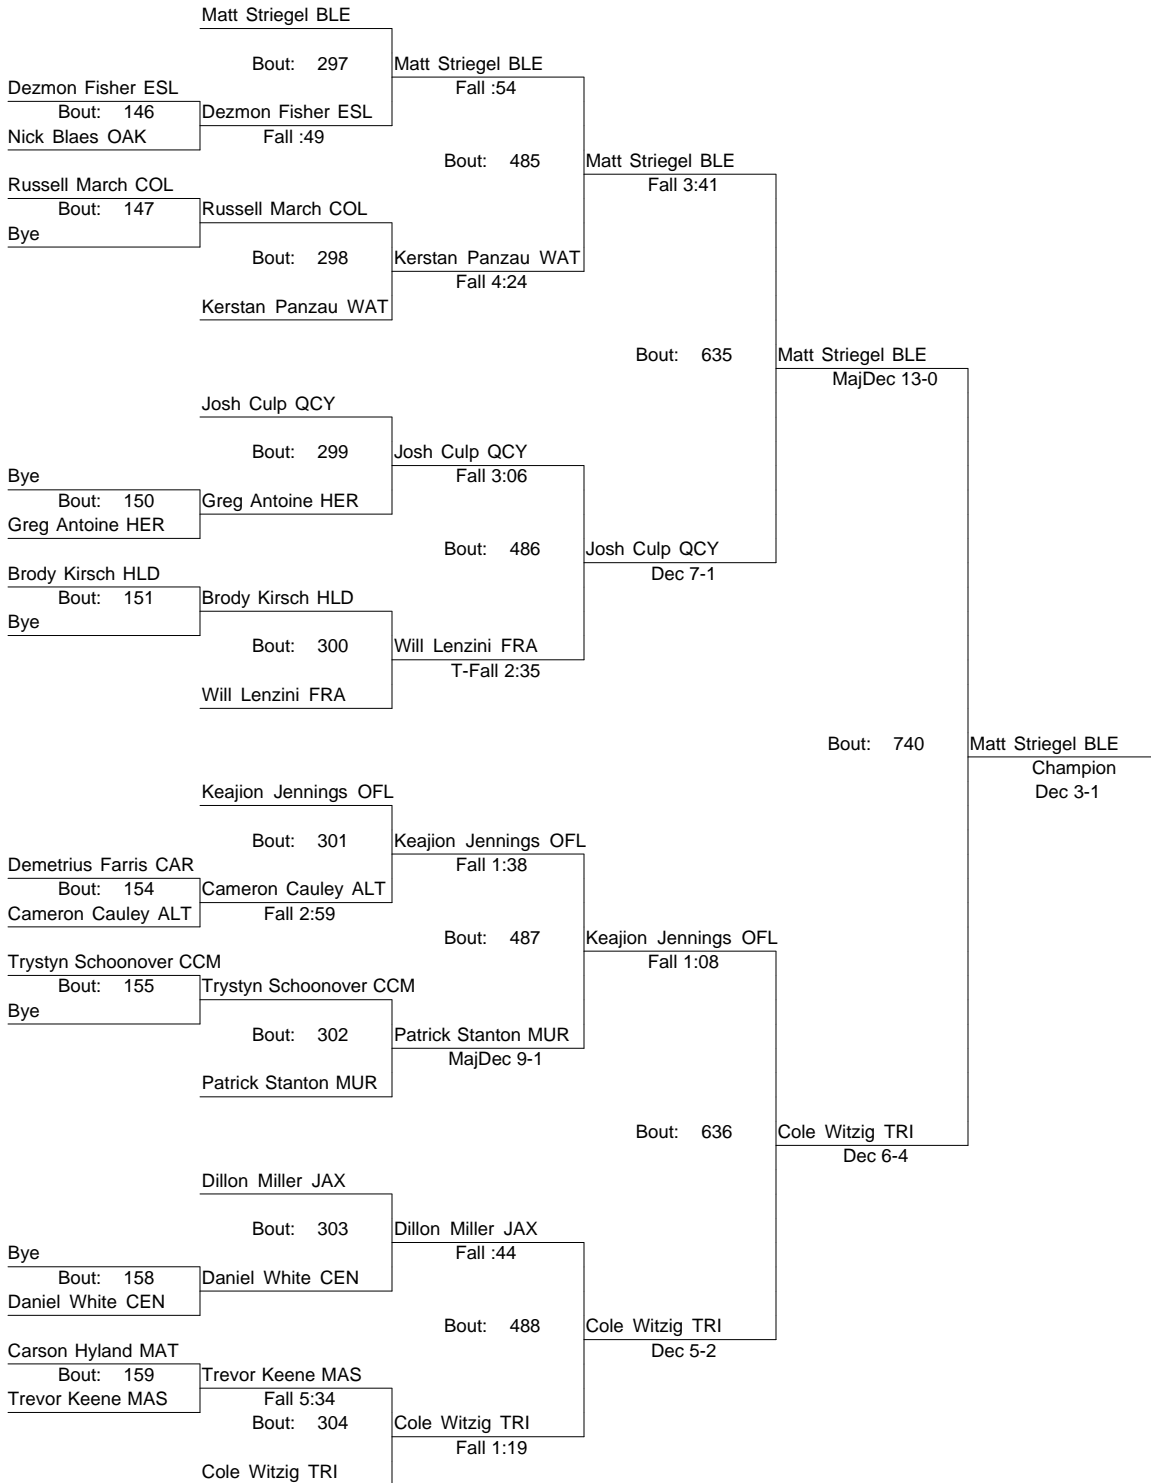 Matt Striegel BLE
Bout: 297
Matt Striegel BLE
Dezmon Fisher ESL
Fall :54
Bout: 146
Dezmon Fisher ESL
Nick Blaes OAK
Fall :49
Bout: 485
Matt Striegel BLE
Russell March COL
Fall 3:41
Bout: 147
Russell March COL
Bye
Bout: 298
Kerstan Panzau WAT
Fall 4:24
Kerstan Panzau WAT
Bout: 635
Matt Striegel BLE
MajDec 13-0
Josh Culp QCY
Bout: 299
Josh Culp QCY
Bye
Fall 3:06
Bout: 150
Greg Antoine HER
Greg Antoine HER
Bout: 486
Josh Culp QCY
Brody Kirsch HLD
Dec 7-1
Bout: 151
Brody Kirsch HLD
Bye
Bout: 300
Will Lenzini FRA
T-Fall 2:35
Will Lenzini FRA
Bout: 740
Matt Striegel BLE
Champion
Dec 3-1
Keajion Jennings OFL
Bout: 301
Keajion Jennings OFL
Demetrius Farris CAR
Fall 1:38
Bout: 154
Cameron Cauley ALT
Cameron Cauley ALT
Fall 2:59
Bout: 487
Keajion Jennings OFL
Trystyn Schoonover CCM
Fall 1:08
Bout: 155
Trystyn Schoonover CCM
Bye
Bout: 302
Patrick Stanton MUR
MajDec 9-1
Patrick Stanton MUR
Bout: 636
Cole Witzig TRI
Dec 6-4
Dillon Miller JAX
Bout: 303
Dillon Miller JAX
Bye
Fall :44
Bout: 158
Daniel White CEN
Daniel White CEN
Bout: 488
Cole Witzig TRI
Carson Hyland MAT
Dec 5-2
Bout: 159
Trevor Keene MAS
Trevor Keene MAS
Fall 5:34
Bout: 304
Cole Witzig TRI
Fall 1:19
Cole Witzig TRI